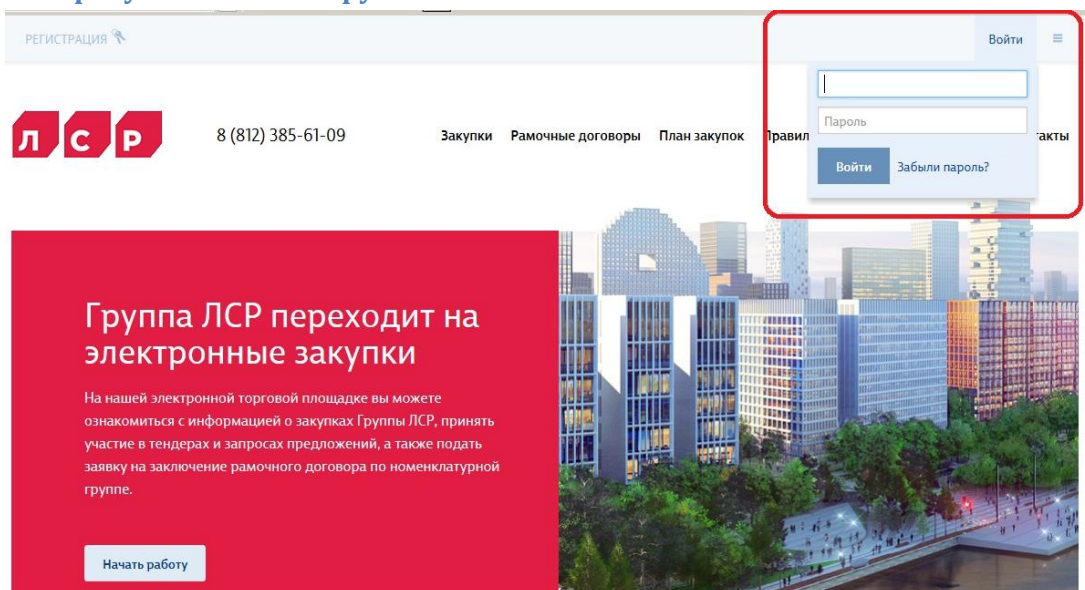 РЕГИСТРАЦИЯ
Войти
ЛСР
8 (812) 385-61-09
Закупки Рамочные договоры План закупок
Пароль
Войти Забыли пароль?
Группа ЛСР переходит на
электронные закупки
На нашей электронной торговой площадке вы можете
ознакомиться с информацией о закупках Группы ЛСР, принять
участие в тендерах и запросах предложений, а также подать
заявку на заключение рамочного договора по номенклатурной
группе.
Начать работу